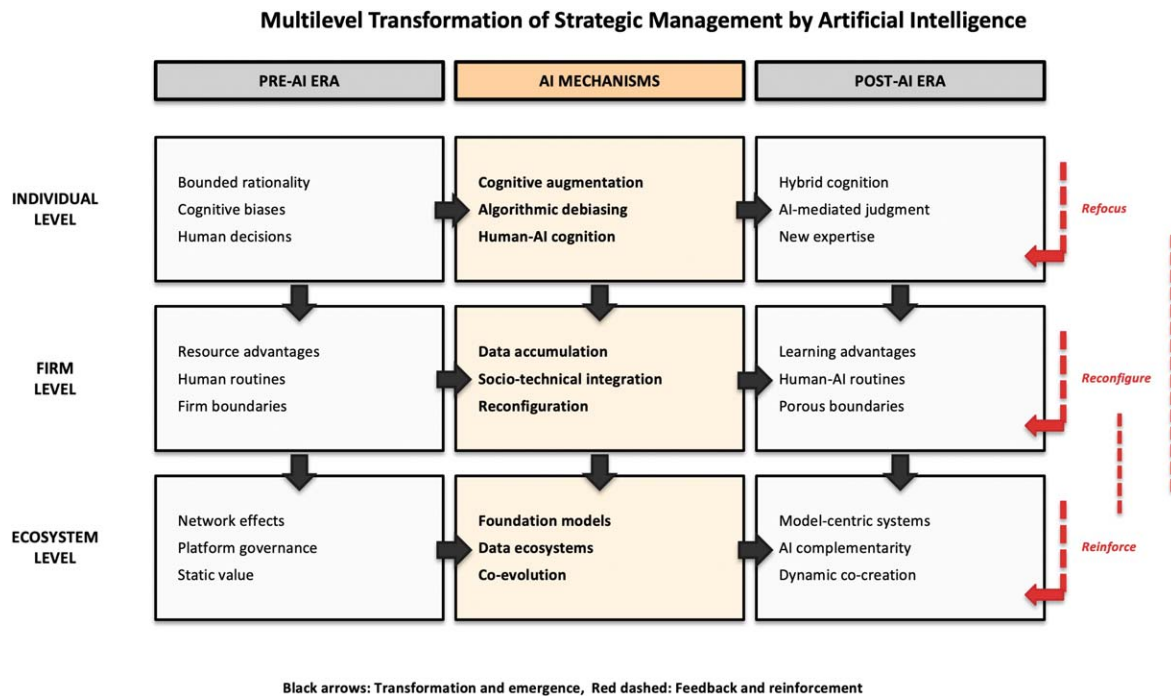 Multilevel Transformation of Strategic Management by Artificial Intelligence
PRE-AI ERA
AI MECHANISMS
POST-AI ERA
INDIVIDUAL
LEVEL
Bounded rationality
Cognitive biases
Human decisions
Cognitive augmentation
Algorithmic debiasing
Human-AI cognition
Hybrid cognition
AI-mediated judgment
New expertise
Refocus
FIRM
LEVEL
Resource advantages
Human routines
Firm boundaries
Data accumulation
Socio-technical integration
Reconfiguration
Learning advantages
Human-AI routines
Porous boundaries
Reconfigure
ECOSYSTEM
LEVEL
Network effects
Platform governance
Static value
Foundation models
Data ecosystems
Co-evolution
Model-centric systems
AI complementarity
Dynamic co-creation
Reinforce
Black arrows: Transformation and emergence, Red dashed: Feedback and reinforcement